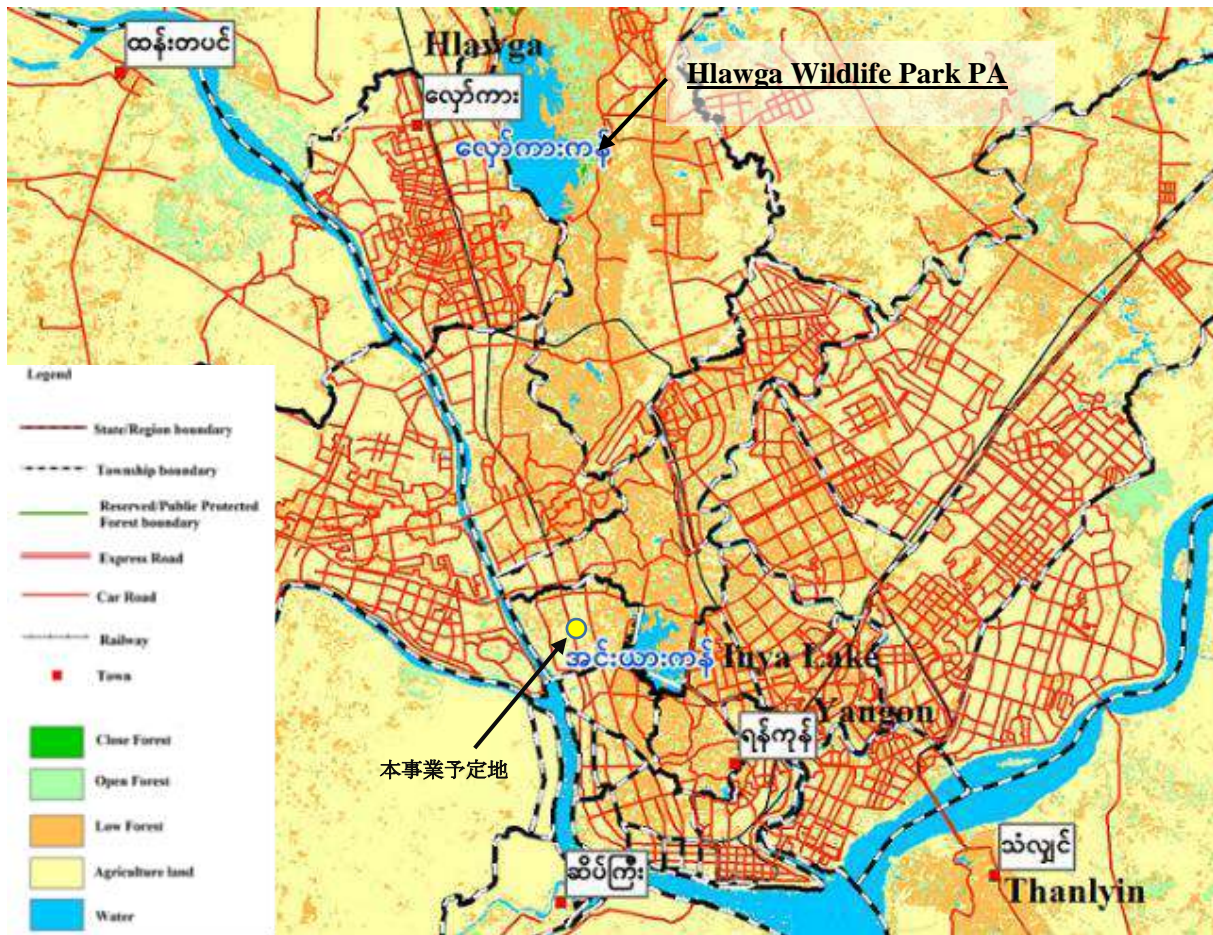 ထန်းတပင်
Hlawga
Hlawga Wildlife Park PA
လှော်ကား
လှော်ကားကန်
Legend
State/Region boundary
Township boundary
Reserved/Public Protected
Forest boundary
Express Road
Car Road
Railway
Town
Close Forest
Open Forest
Low Forest
Agriculture land
Water
အင်းယားကန်
Inya Lake
Yangon
ရန်ကုန်
本事業予定地
ဆိပ်ကြီး
သံလျှင်
Thanlyin